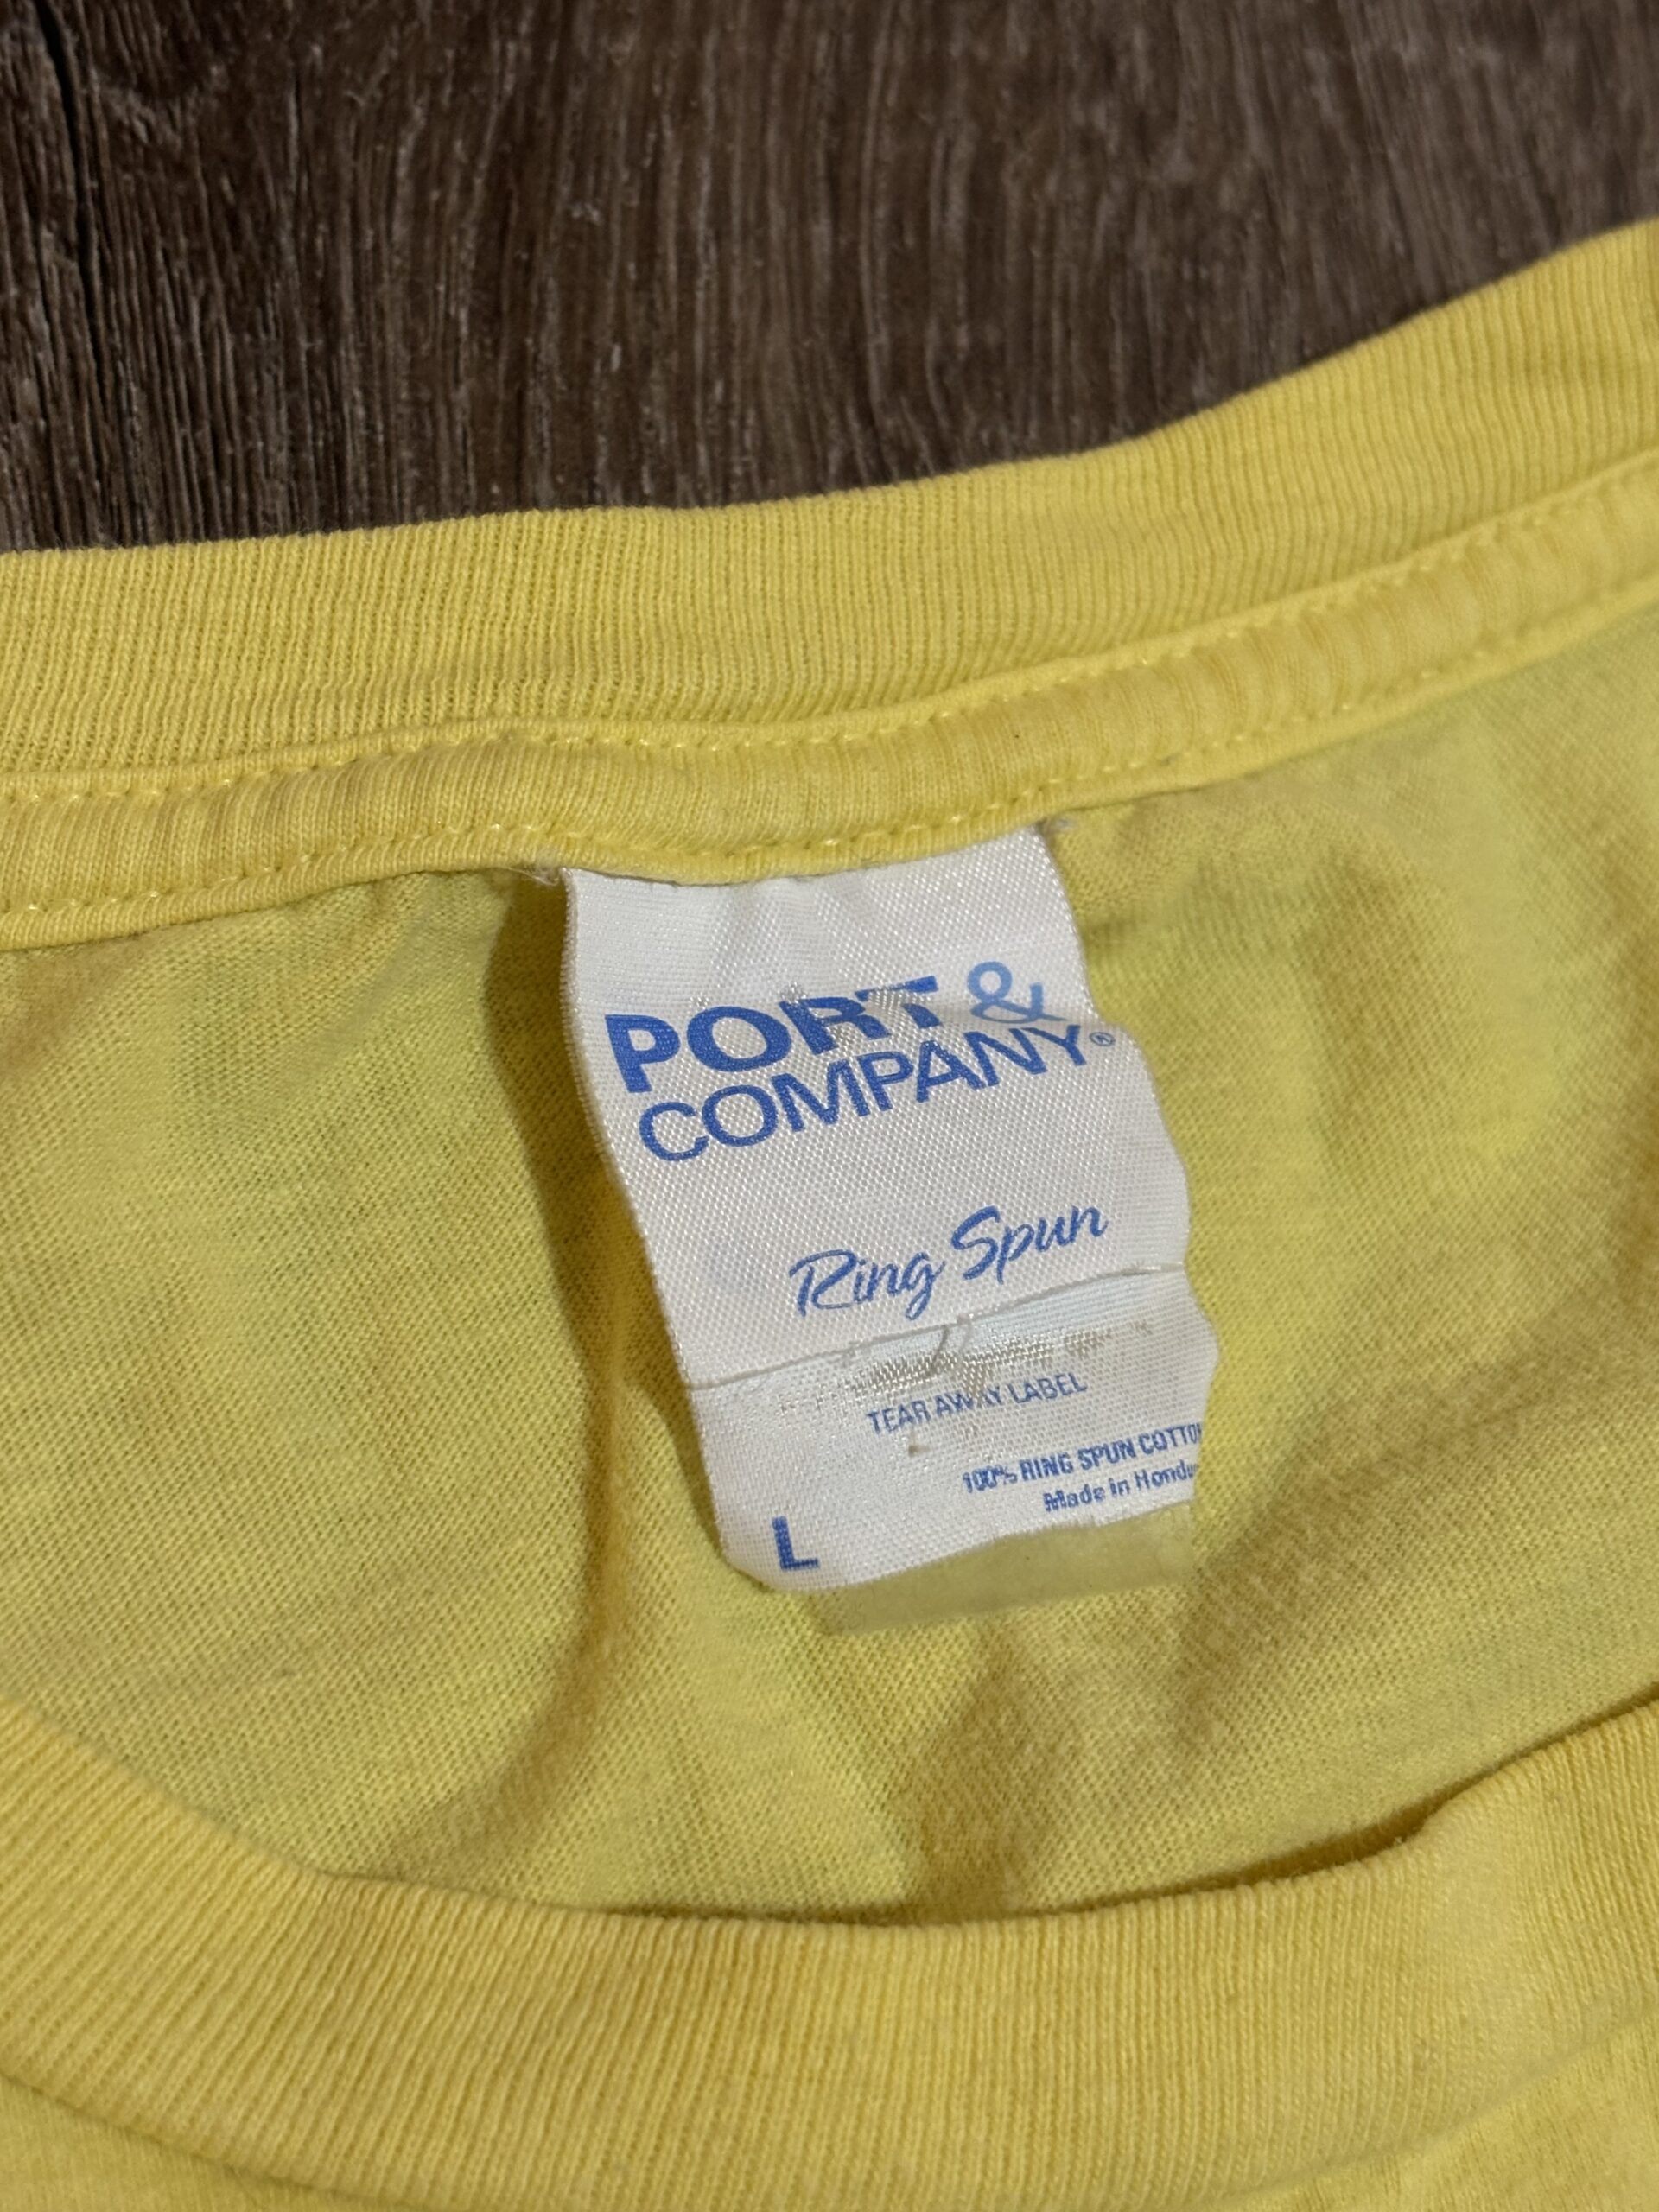 PORT &
COMPANY®
Ring Spun
TEAR AWAY LABEL
100% RING SPUN COTTO
Made in Hondu
L